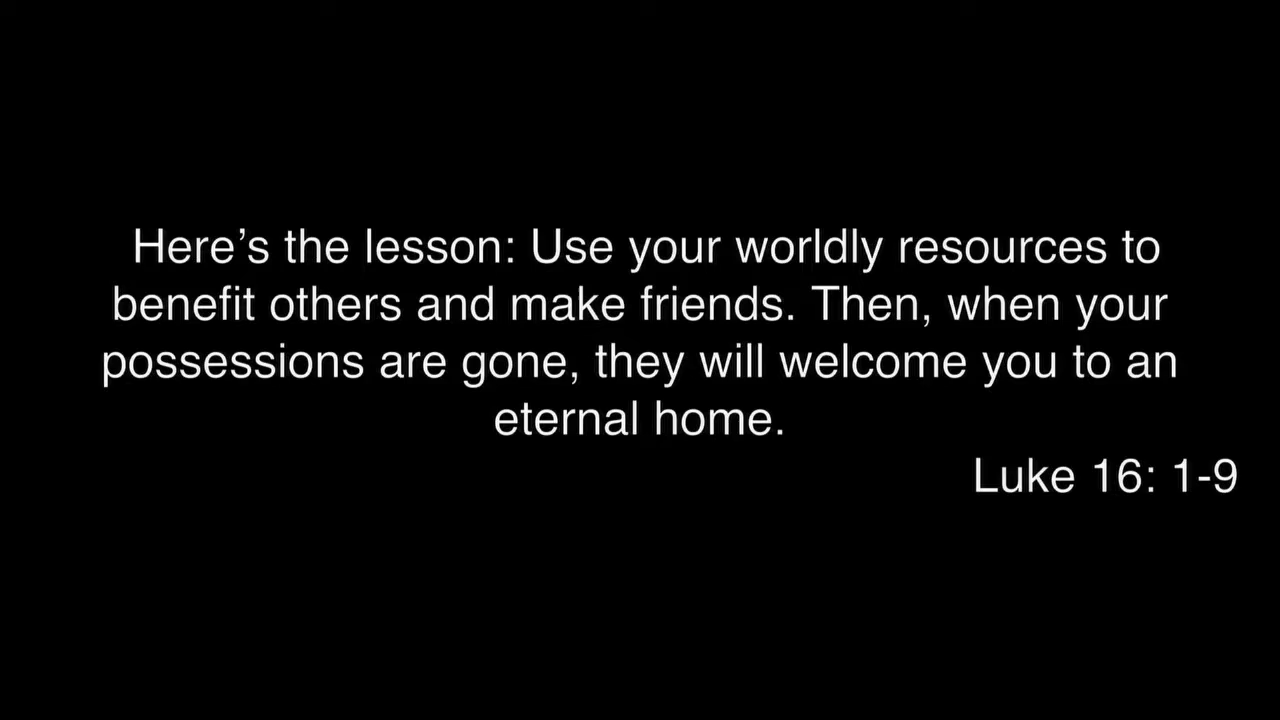 Here’s the lesson: Use your worldly resources to
benefit others and make friends. Then, when your
possessions are gone, they will welcome you to an
eternal home.
Luke 16: 1-9